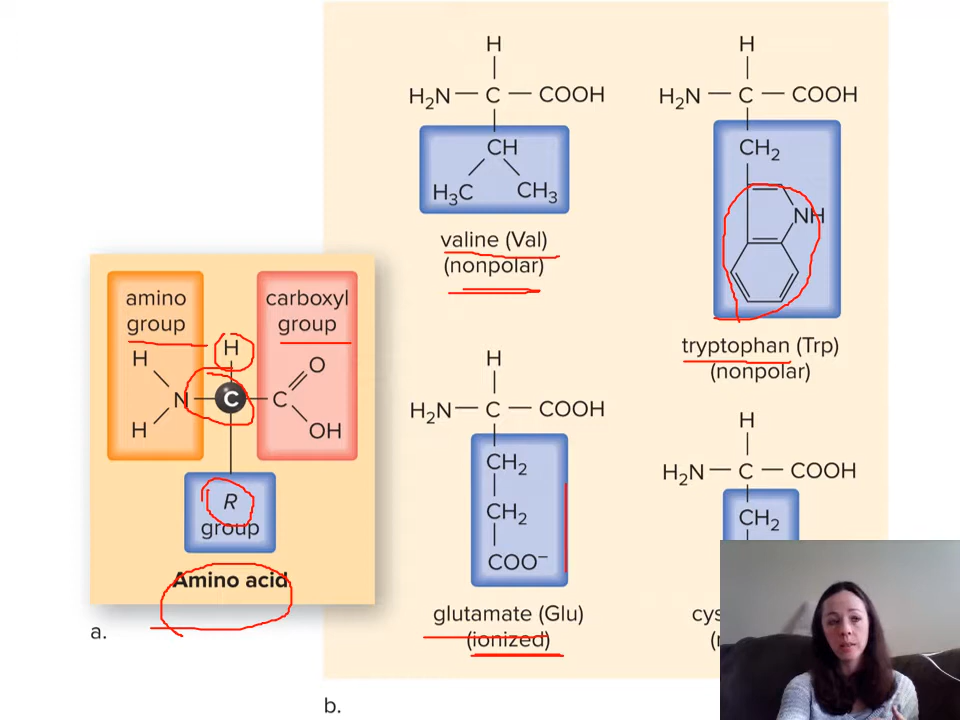 amino
group
carboxyl
group
H
H
N
H
C
C
O
OH
R
group
Amino acid
a.
H
H₂N — C — COOH
CH
H₃C CH₃
valine (Val)
(nonpolar)
H
H₂N — C — COOH
CH₂
NH
tryptophan (Trp)
(nonpolar)
H
H₂N — C — COOH
CH₂
CH₂
COO⁻
glutamate (Glu)
(ionized)
H
H₂N — C — COOH
CH₂
cys
b.